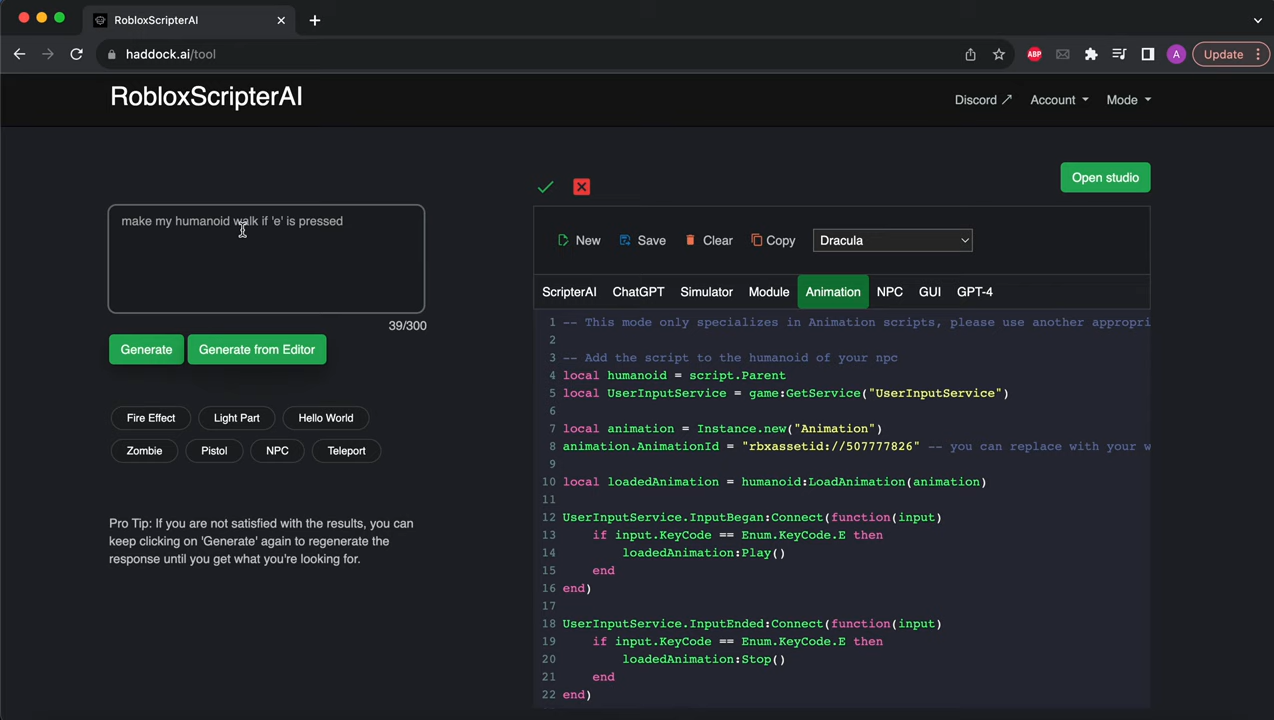 RobloxScripterAI
haddock.ai/tool
ABP
A
Update
RobloxScripterAI
Discord ↗
Account
Mode
Open studio
make my humanoid walk if 'e' is pressed
39/300
Generate
Generate from Editor
Fire Effect
Light Part
Hello World
Zombie
Pistol
NPC
Teleport
Pro Tip: If you are not satisfied with the results, you can
keep clicking on 'Generate' again to regenerate the
response until you get what you're looking for.
New
Save
Clear
Copy
Dracula
ScripterAI
ChatGPT
Simulator
Module
Animation
NPC
GUI
GPT-4
1 -- This mode only specializes in Animation scripts, please use another appropri
2
3 -- Add the script to the humanoid of your npc
4 local humanoid = script.Parent
5 local UserInputService = game:GetService("UserInputService")
6
7 local animation = Instance.new("Animation")
8 animation.AnimationId = "rbxassetid://507777826" -- you can replace with your w
9
10 local loadedAnimation = humanoid:LoadAnimation(animation)
11
12 UserInputService.InputBegan:Connect(function(input)
13 if input.KeyCode == Enum.KeyCode.E then
14 loadedAnimation:Play()
15 end
16 end)
17
18 UserInputService.InputEnded:Connect(function(input)
19 if input.KeyCode == Enum.KeyCode.E then
20 loadedAnimation:Stop()
21 end
22 end)